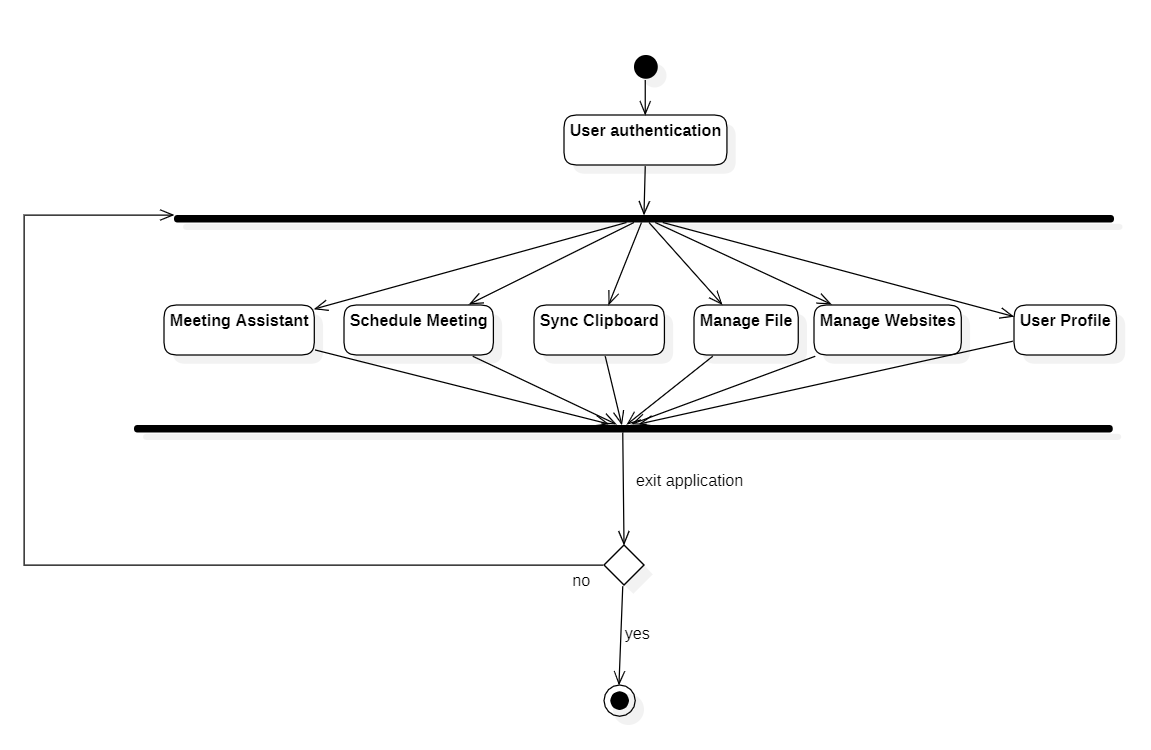 User authentication
Meeting Assistant
Schedule Meeting
Sync Clipboard
Manage File
Manage Websites
User Profile
exit application
no
yes